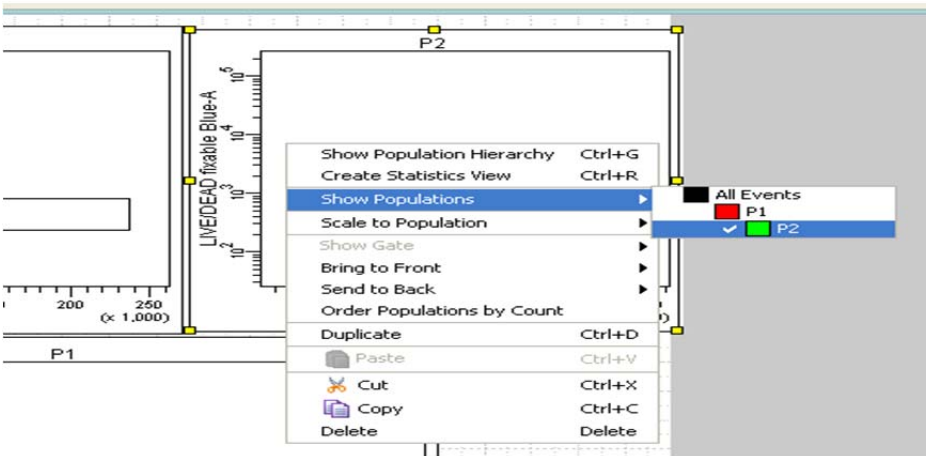 P2
10^5
10^4
10^3
10^2
LIVE/DEAD fixable Blue-A
200 250
(x 1,000)
P1
Show Population Hierarchy Ctrl+G
Create Statistics View Ctrl+R
Show Populations
Scale to Population
Show Gate
Bring to Front
Send to Back
Order Populations by Count
Duplicate Ctrl+D
Paste Ctrl+V
Cut Ctrl+X
Copy Ctrl+C
Delete Delete
All Events
P1
P2